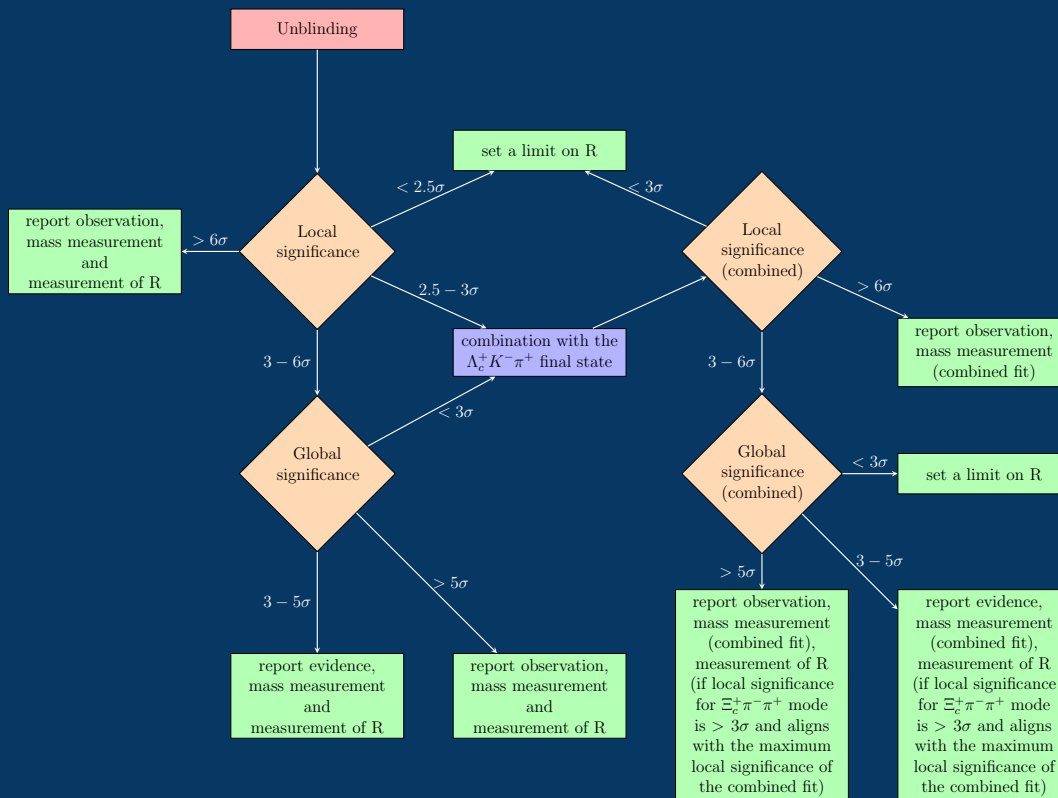 Unblinding
set a limit on R
< 2.5σ
< 3σ
report observation,
mass measurement
and
measurement of R
> 6σ
Local
significance
Local
significance
(combined)
2.5 − 3σ
> 6σ
combination with the
Λc+K−π+ final state
report observation,
mass measurement
(combined fit)
3 − 6σ
3 − 6σ
< 3σ
Global
significance
Global
significance
(combined)
< 3σ
set a limit on R
3 − 5σ
> 5σ
> 5σ
3 − 5σ
report evidence,
mass measurement
and
measurement of R
report observation,
mass measurement
and
measurement of R
report observation,
mass measurement
(combined fit),
measurement of R
(if local significance
for Ξc+π−π+ mode
is > 3σ and aligns
with the maximum
local significance of
the combined fit)
report evidence,
mass measurement
(combined fit),
measurement of R
(if local significance
for Ξc+π−π+ mode
is > 3σ and aligns
with the maximum
local significance of
the combined fit)